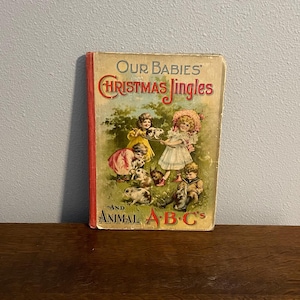 OUR BABIES'
CHRISTMAS JINGLES
AND
ANIMAL A·B·C's